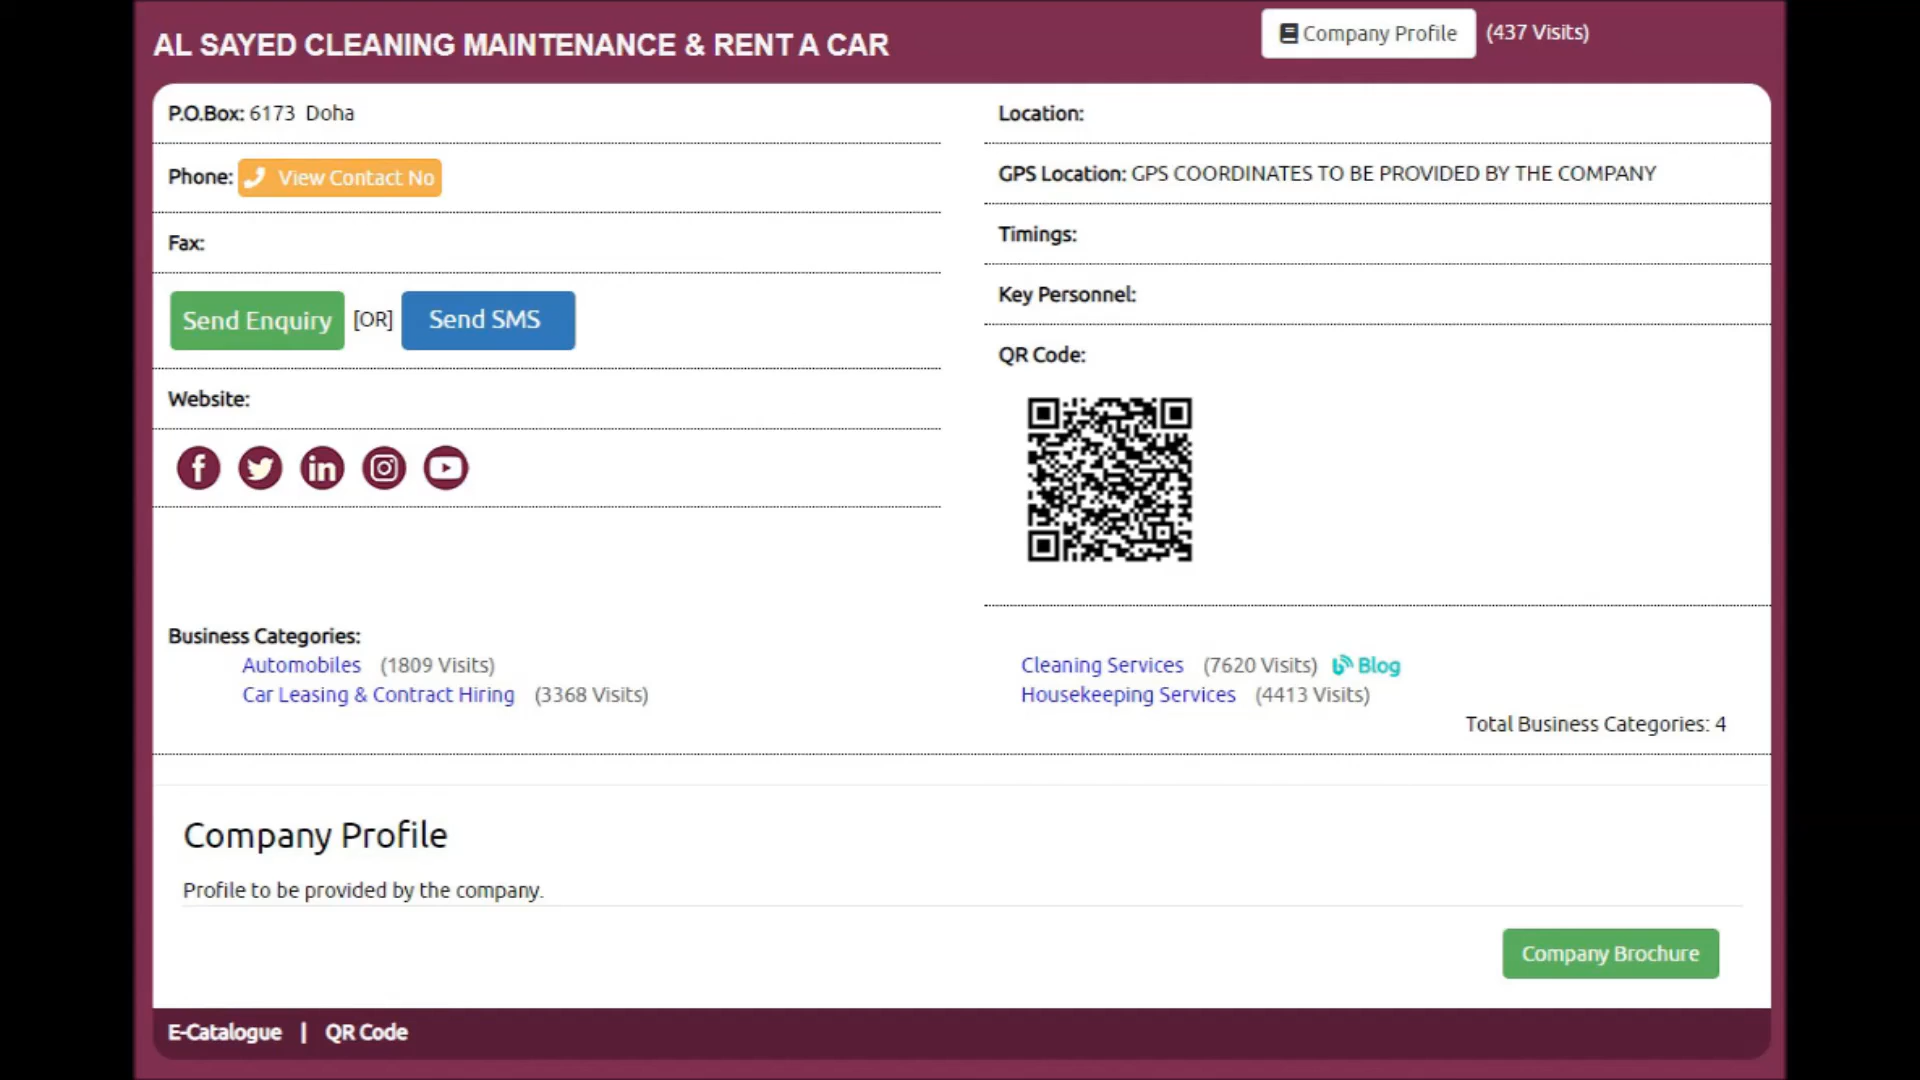 AL SAYED CLEANING MAINTENANCE & RENT A CAR
Company Profile (437 Visits)
P.O.Box: 6173 Doha
Phone: View Contact No
Fax:
Send Enquiry [OR] Send SMS
Website:
Location:
GPS Location: GPS COORDINATES TO BE PROVIDED BY THE COMPANY
Timings:
Key Personnel:
QR Code:
Business Categories:
Automobiles (1809 Visits)
Car Leasing & Contract Hiring (3368 Visits)
Cleaning Services (7620 Visits) Blog
Housekeeping Services (4413 Visits)
Total Business Categories: 4
Company Profile
Profile to be provided by the company.
Company Brochure
E-Catalogue | QR Code